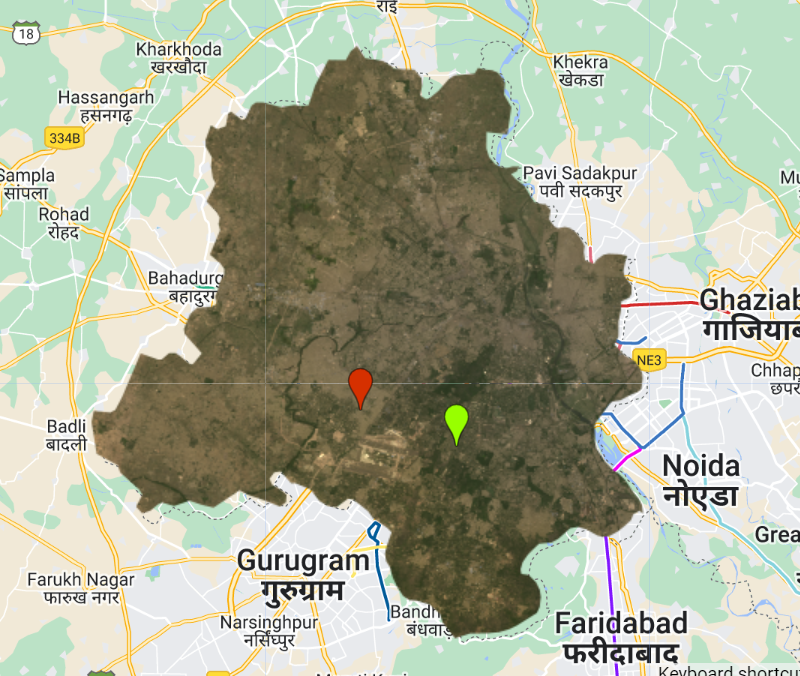 राई
18
Kharkhoda
खरखौदा
Khekra
खेकडा
Hassangarh
हसनगढ़
334B
Sampla
सांपला
Pavi Sadakpur
पवी सदकपुर
Mu
Rohad
रोहद
Bahadurg
बहादुरग
Ghaziab
गाजियाब
NE3
Chhap
छपर
Badli
बादली
Noida
नोएडा
Grea
Gurugram
गुरुग्राम
Farukh Nagar
फारुख नगर
Narsinghpur
नर्सिंघपुर
Bandh
बंधवाड़
Faridabad
फरीदाबाद
Keyboard shortcu